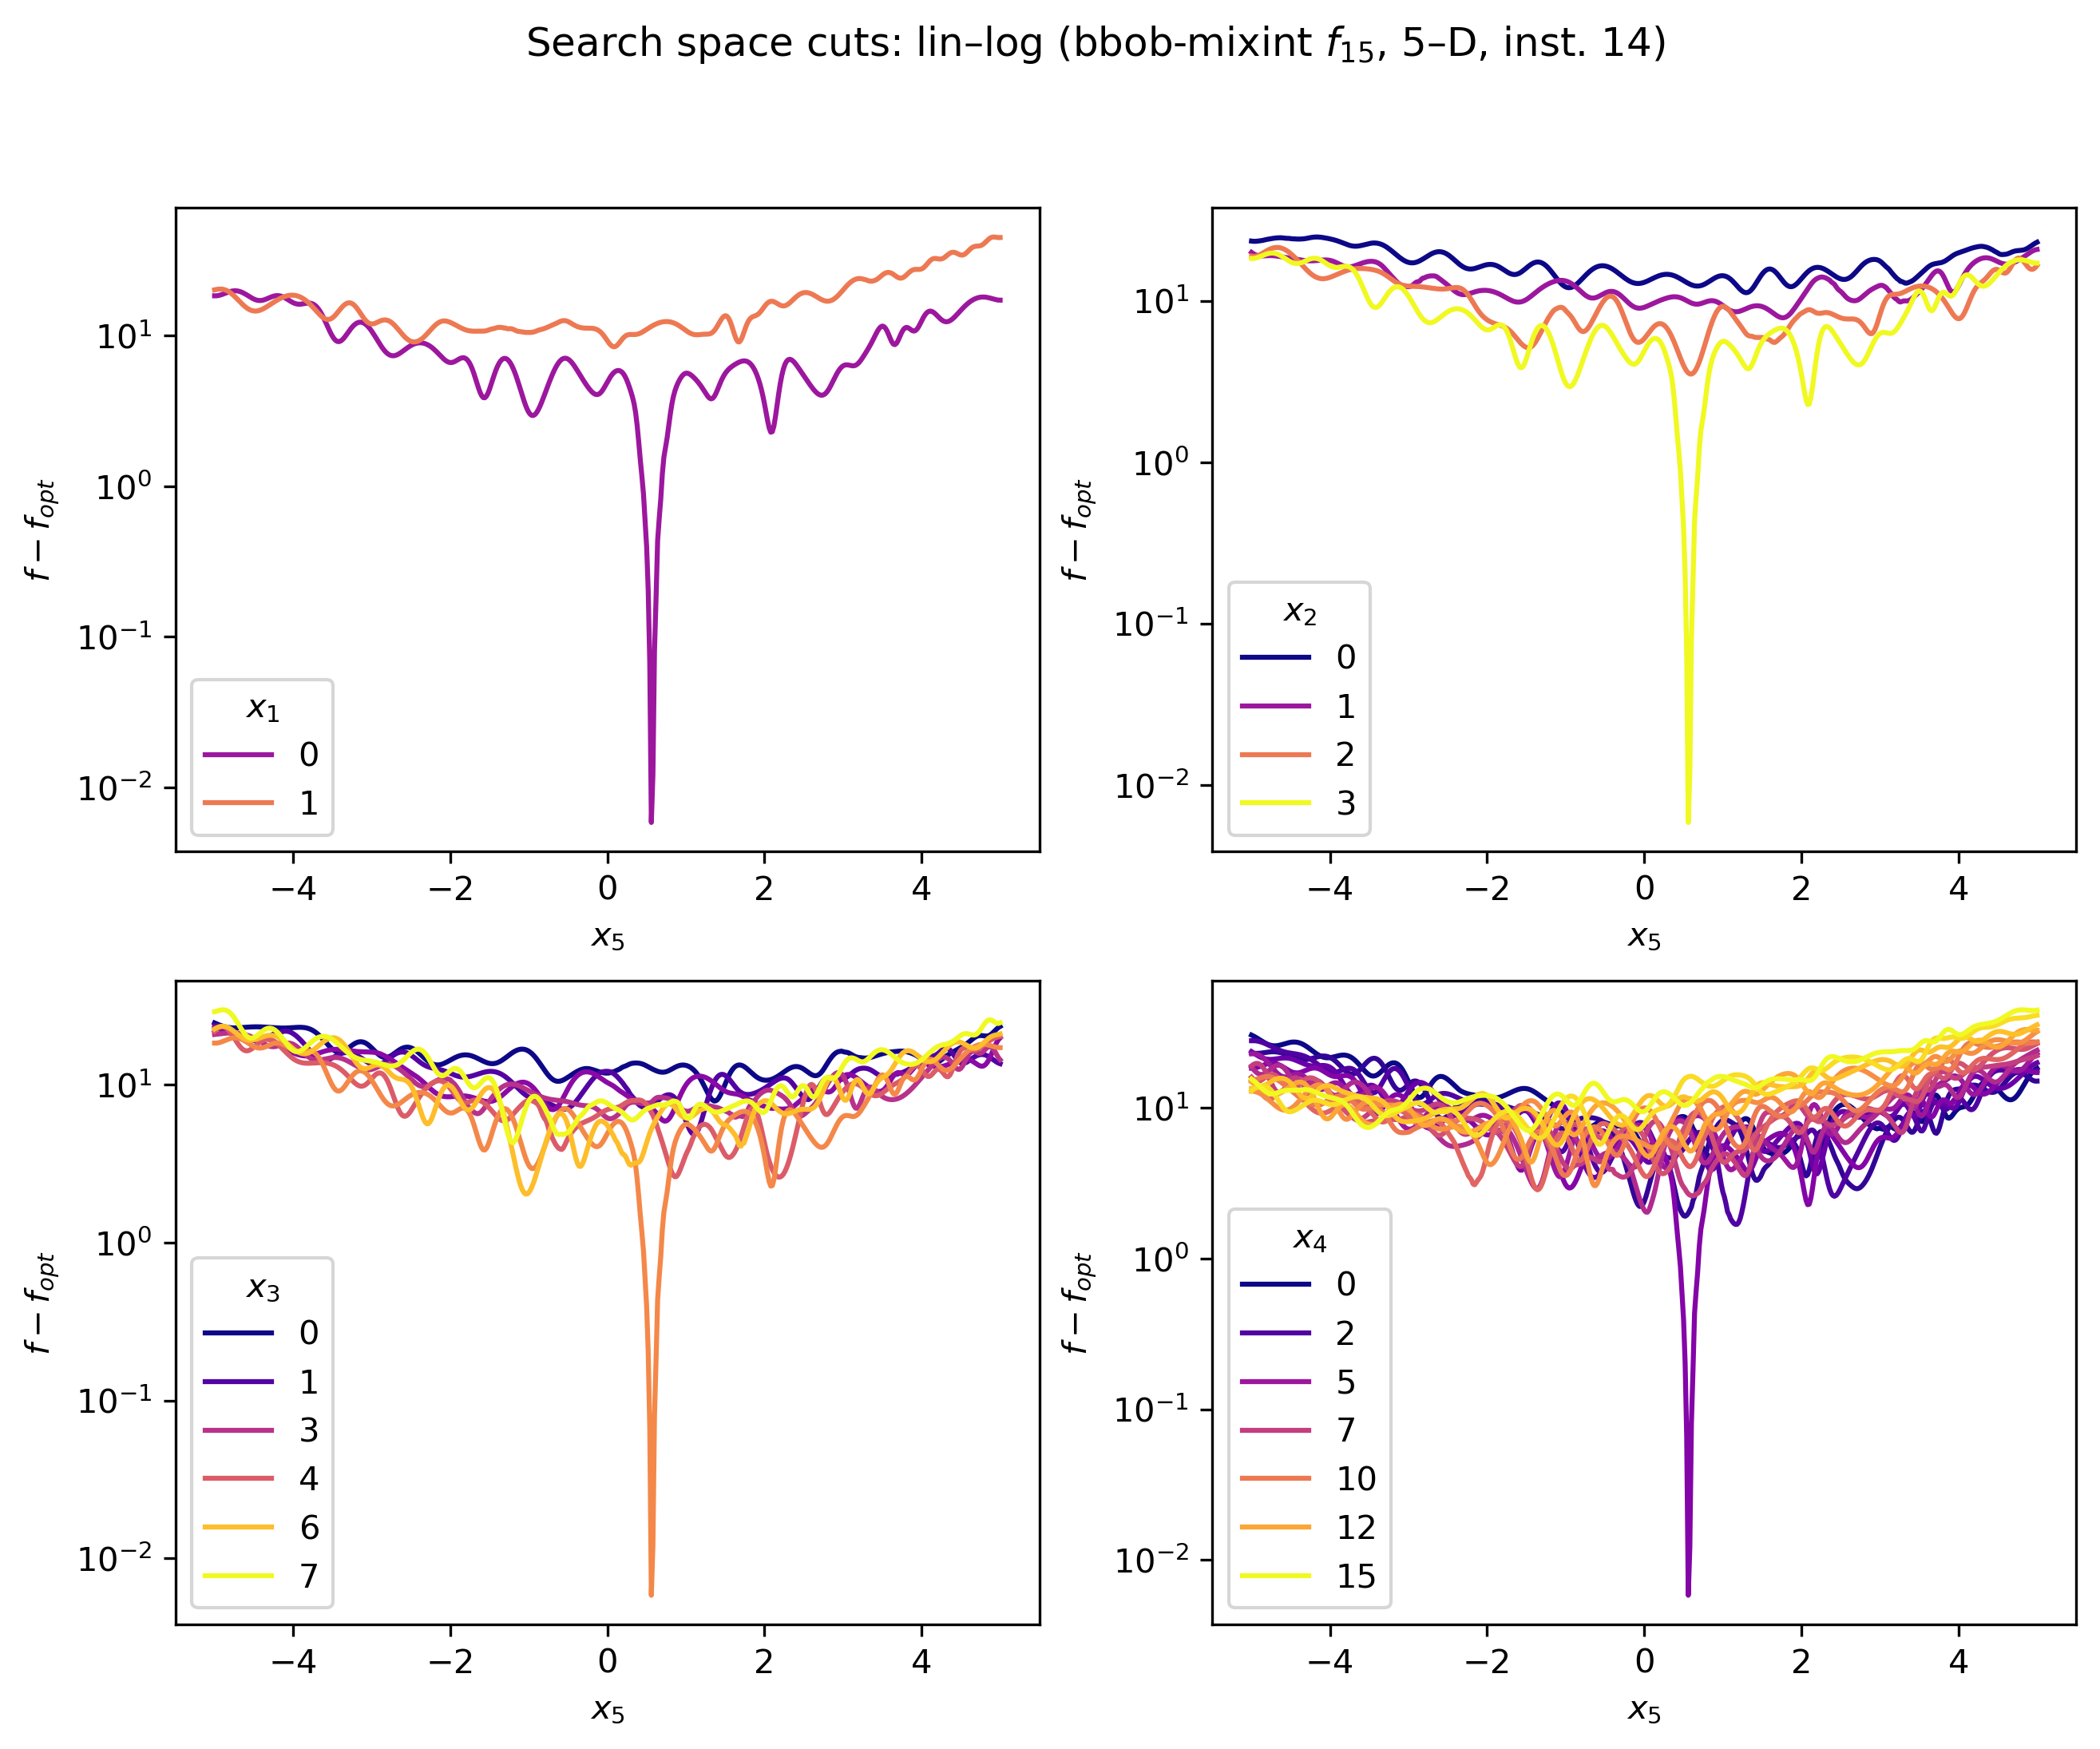 Search space cuts: lin–log (bbob-mixint f15, 5–D, inst. 14)
f − fopt
10^1
10^0
10^−1
10^−2
x1
0
1
−4 −2 0 2 4
x5
f − fopt
10^1
10^0
10^−1
10^−2
x2
0
1
2
3
−4 −2 0 2 4
x5
f − fopt
10^1
10^0
10^−1
10^−2
x3
0
1
3
4
6
7
−4 −2 0 2 4
x5
f − fopt
10^1
10^0
10^−1
10^−2
x4
0
2
5
7
10
12
15
−4 −2 0 2 4
x5